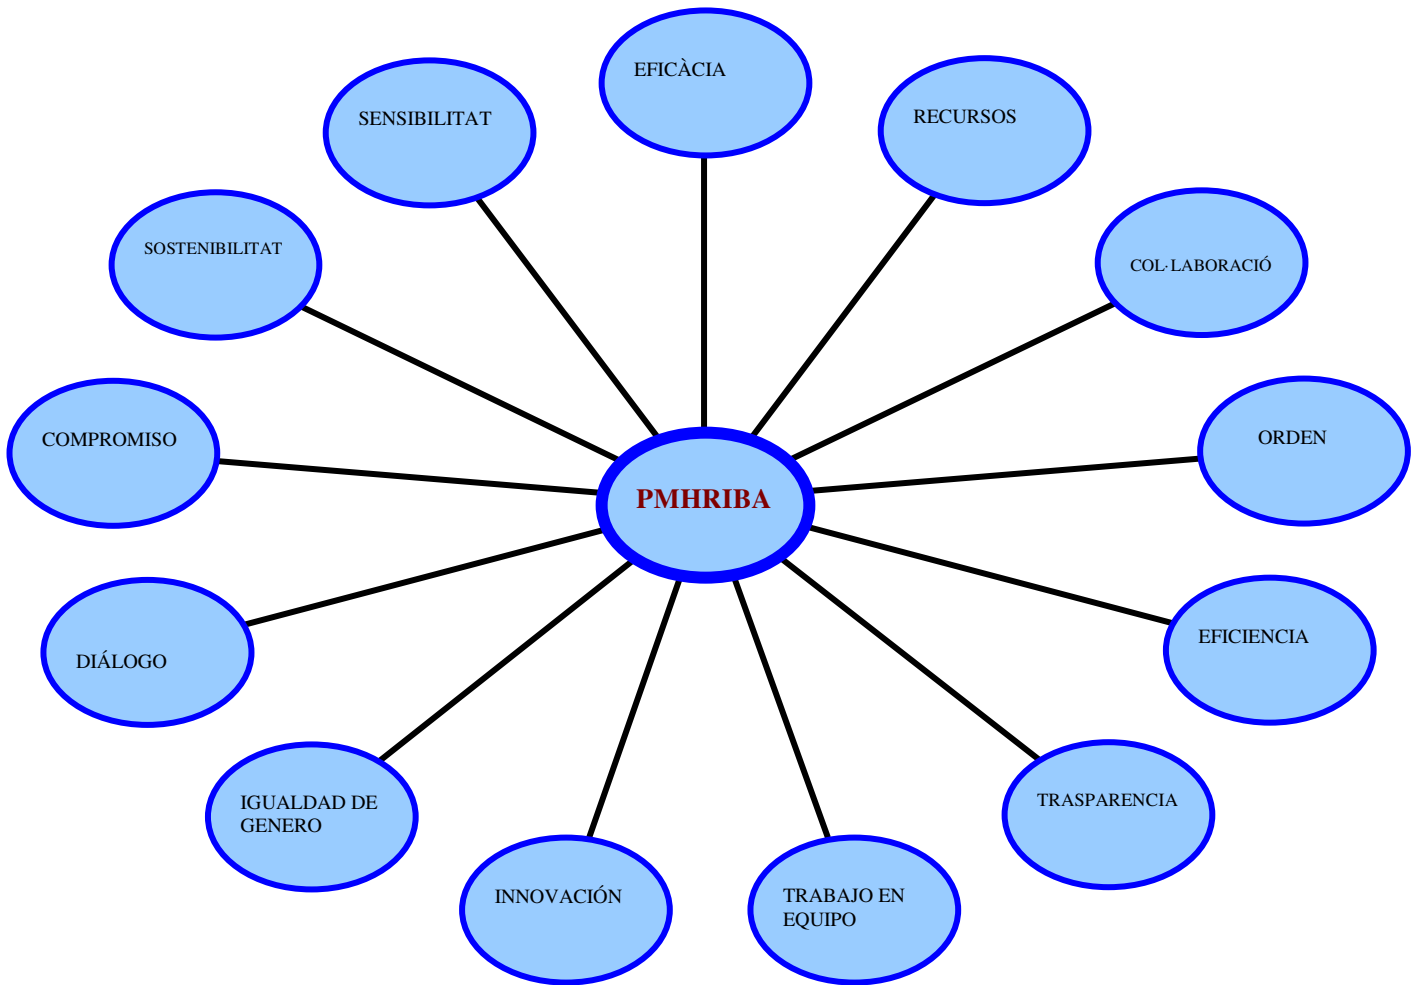 EFICÀCIA
SENSIBILITAT
RECURSOS
SOSTENIBILITAT
COL·LABORACIÓ
COMPROMISO
ORDEN
PMHRIBA
DIÁLOGO
EFICIENCIA
IGUALDAD DE
GENERO
TRASPARENCIA
INNOVACIÓN
TRABAJO EN
EQUIPO